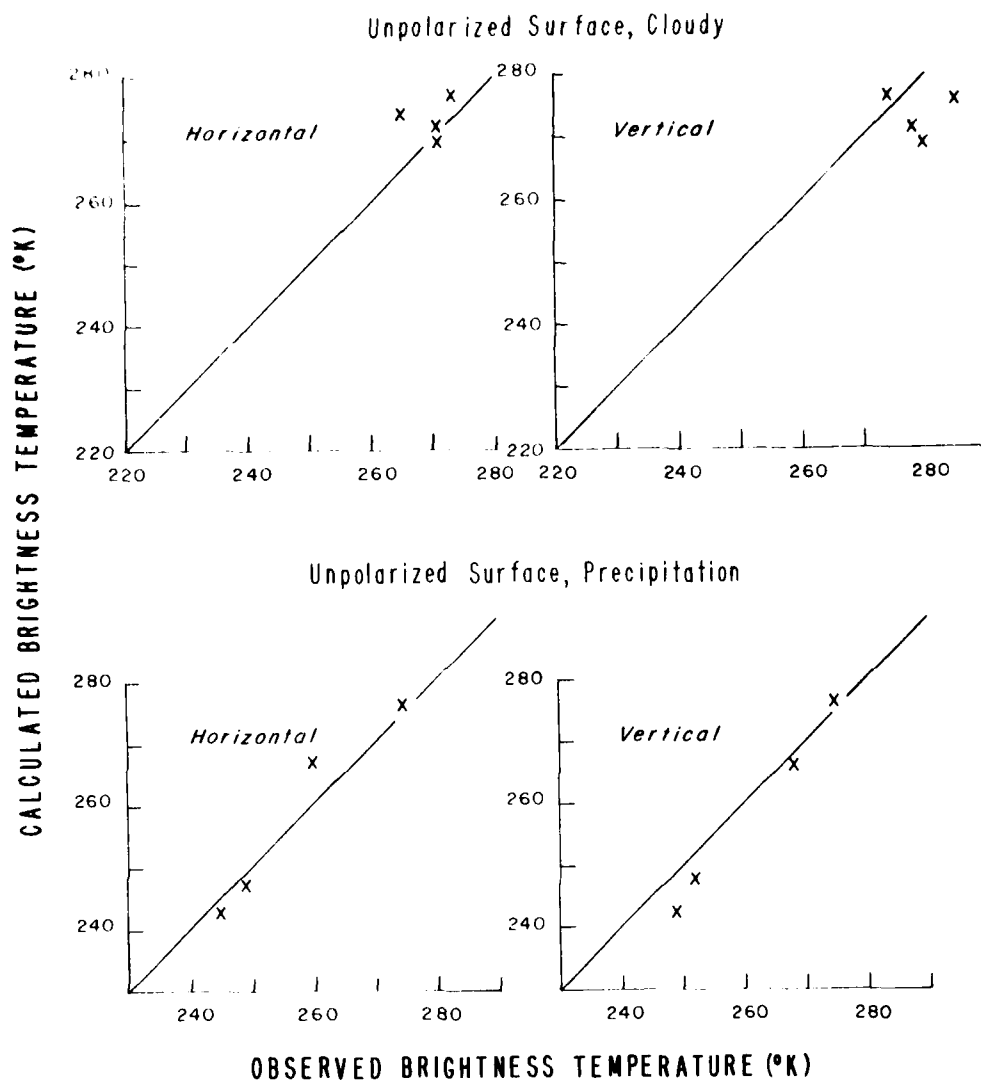 Unpolarized Surface, Cloudy
280
Horizontal
260
240
220
220 240 260 280
280
Vertical
260
240
220
220 240 260 280
CALCULATED BRIGHTNESS TEMPERATURE (°K)
Unpolarized Surface, Precipitation
280
Horizontal
260
240
240 260 280
280
Vertical
260
240
240 260 280
OBSERVED BRIGHTNESS TEMPERATURE (°K)